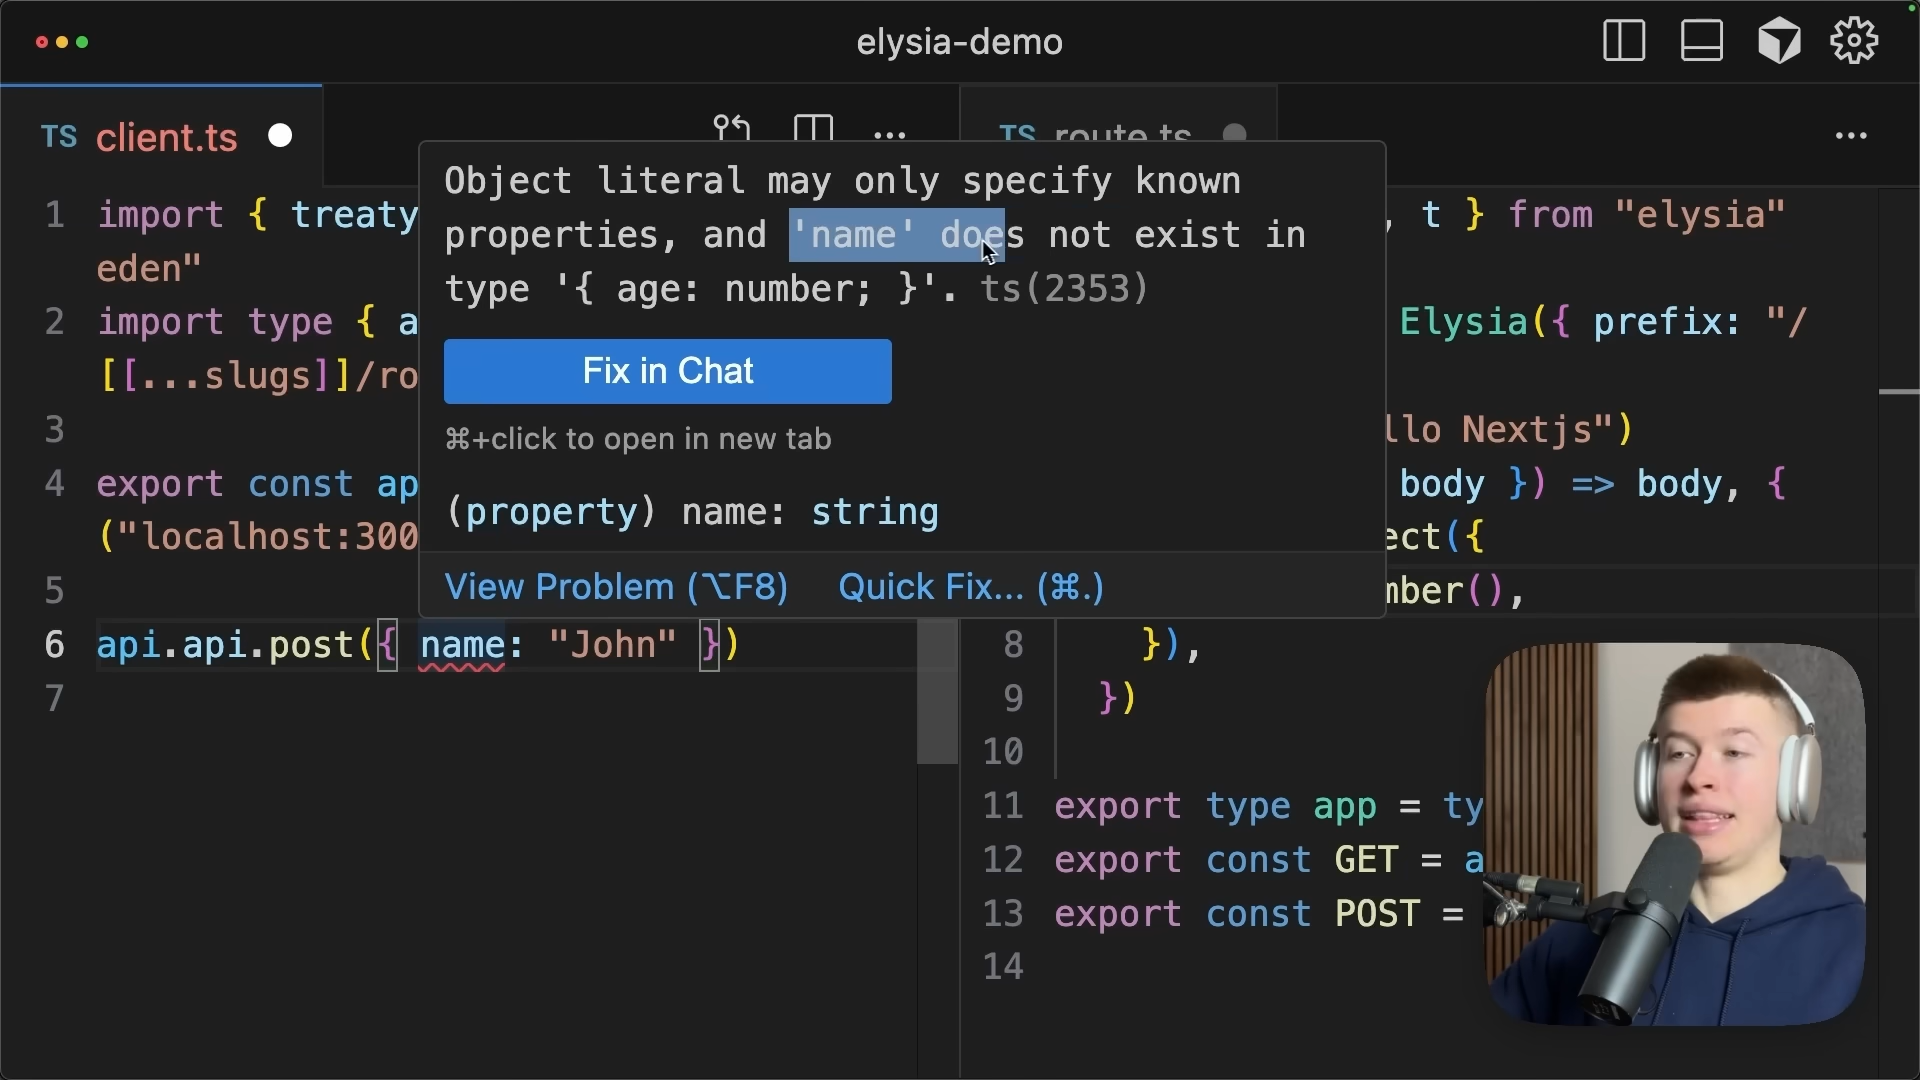 elysia-demo
TS client.ts
TS route.ts
1 import { treaty
eden"
2 import type { a
[[...slugs]]/ro
3
4 export const ap
("localhost:300
5
6 api.api.post({ name: "John" })
7
Object literal may only specify known
properties, and 'name' does not exist in
type '{ age: number; }'. ts(2353)
Fix in Chat
⌘+click to open in new tab
(property) name: string
View Problem (⌥F8) Quick Fix... (⌘.)
, t } from "elysia"
Elysia({ prefix: "/
llo Nextjs")
body }) => body, {
ect({
mber(),
8 }),
9 })
10
11 export type app = ty
12 export const GET = a
13 export const POST =
14